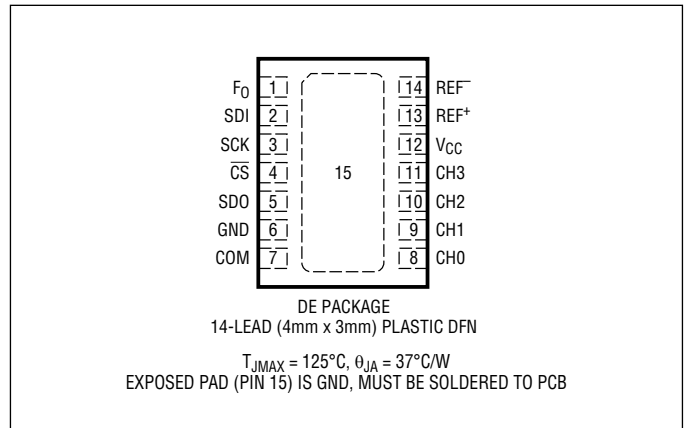 F0 1 14 REF–
SDI 2 13 REF+
SCK 3 12 VCC
C̅S̅ 4 15 11 CH3
SDO 5 10 CH2
GND 6 9 CH1
COM 7 8 CH0
DE PACKAGE
14-LEAD (4mm x 3mm) PLASTIC DFN
TJMAX = 125°C, θJA = 37°C/W
EXPOSED PAD (PIN 15) IS GND, MUST BE SOLDERED TO PCB